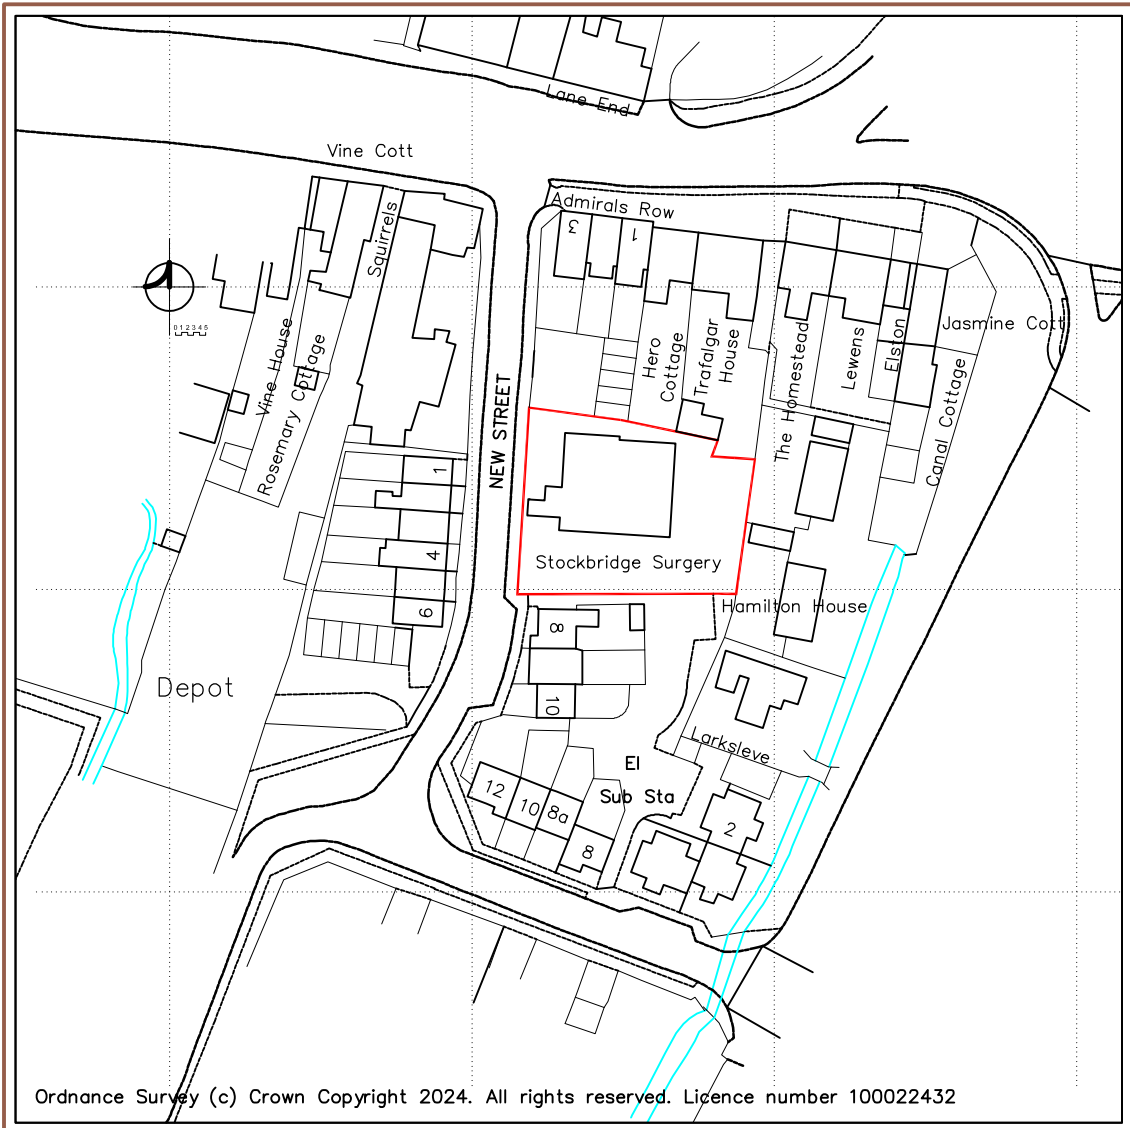 Lane End
Vine Cott
Admirals Row
3
1
Squirrels
0 1 2 3 4 5
Vine House
Rosemary Cottage
NEW STREET
Hero
Cottage
Trafalgar
House
The Homestead
Lewens
Elston
Jasmine Cott
Canal Cottage
1
4
6
Stockbridge Surgery
Hamilton House
8
10
Depot
Larksleve
El
Sub Sta
12
10
8a
8
2
Ordnance Survey (c) Crown Copyright 2024. All rights reserved. Licence number 100022432